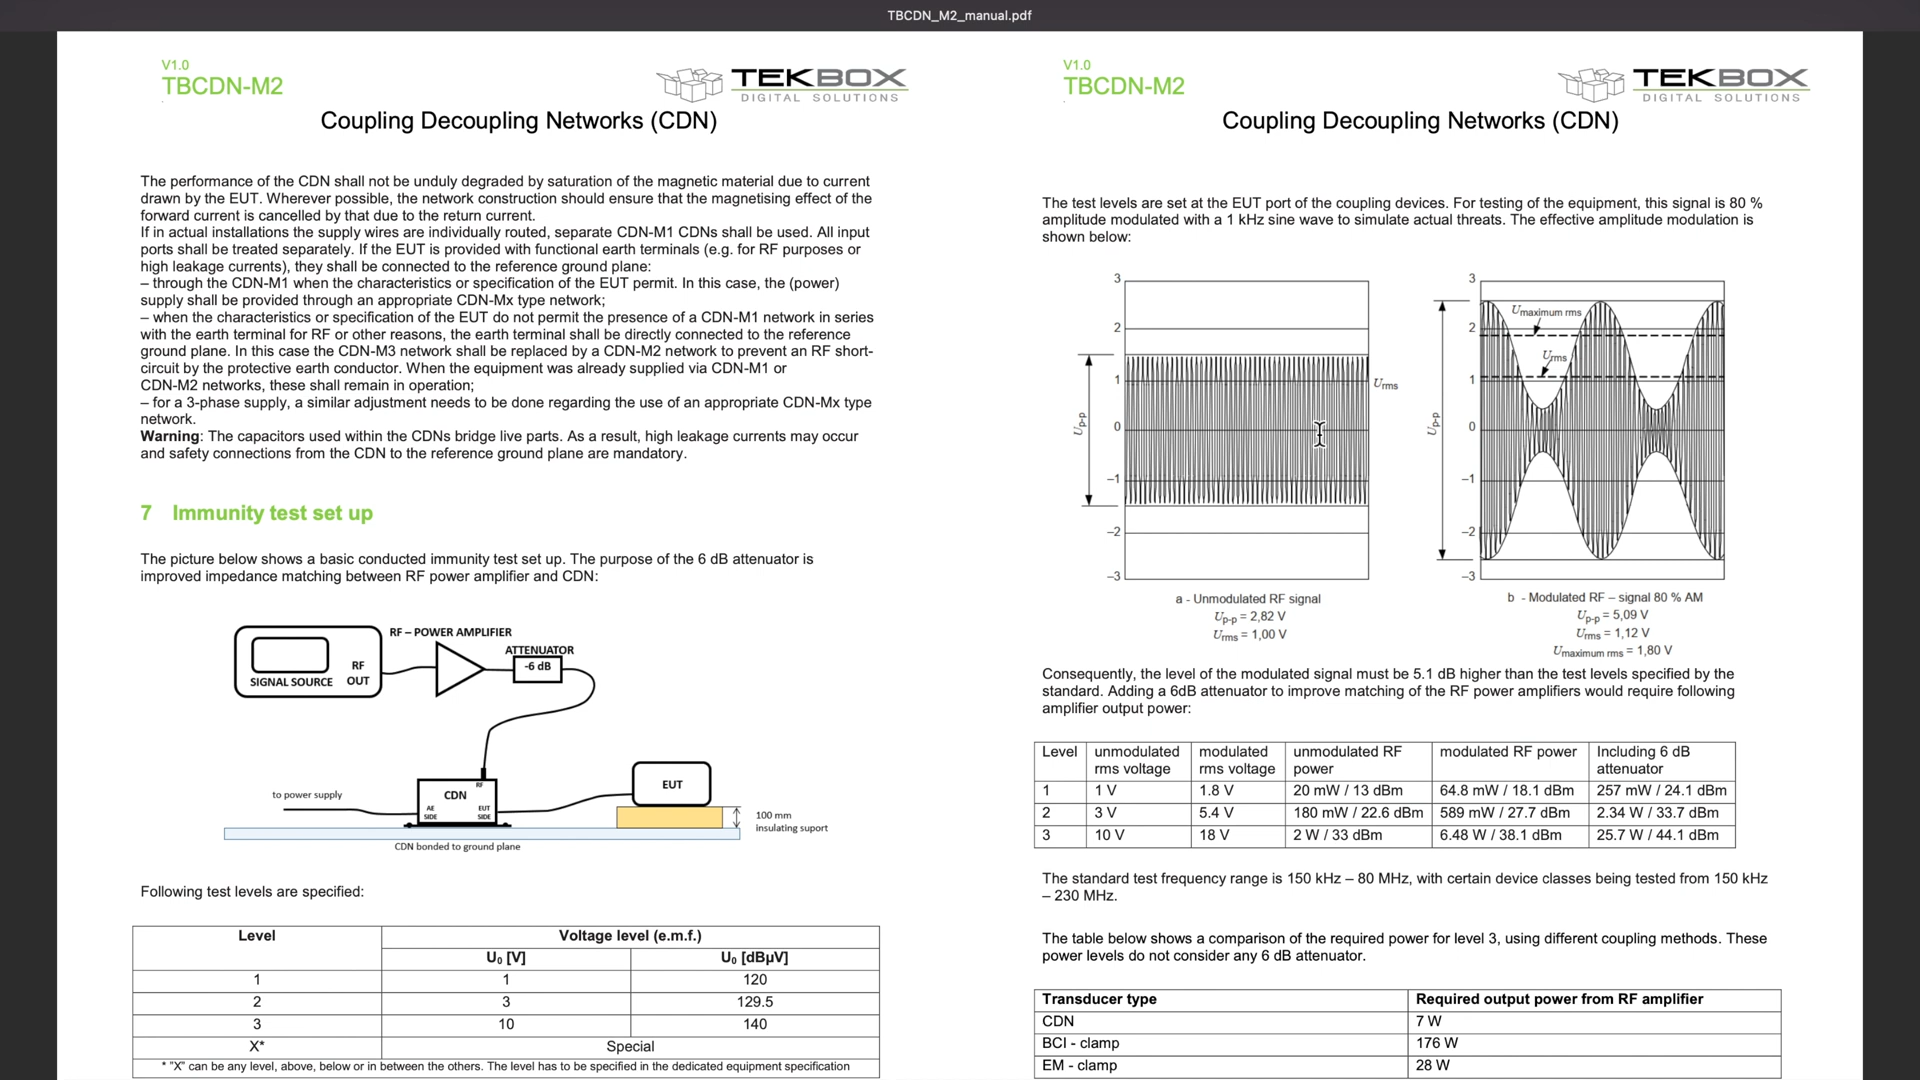 TBCDN_M2_manual.pdf
V1.0
TBCDN-M2
TEKBOX
DIGITAL SOLUTIONS
Coupling Decoupling Networks (CDN)
The performance of the CDN shall not be unduly degraded by saturation of the magnetic material due to current
drawn by the EUT. Wherever possible, the network construction should ensure that the magnetising effect of the
forward current is cancelled by that due to the return current.
If in actual installations the supply wires are individually routed, separate CDN-M1 CDNs shall be used. All input
ports shall be treated separately. If the EUT is provided with functional earth terminals (e.g. for RF purposes or
high leakage currents), they shall be connected to the reference ground plane:
– through the CDN-M1 when the characteristics or specification of the EUT permit. In this case, the (power)
supply shall be provided through an appropriate CDN-Mx type network;
– when the characteristics or specification of the EUT do not permit the presence of a CDN-M1 network in series
with the earth terminal for RF or other reasons, the earth terminal shall be directly connected to the reference
ground plane. In this case the CDN-M3 network shall be replaced by a CDN-M2 network to prevent an RF short-
circuit by the protective earth conductor. When the equipment was already supplied via CDN-M1 or
CDN-M2 networks, these shall remain in operation;
– for a 3-phase supply, a similar adjustment needs to be done regarding the use of an appropriate CDN-Mx type
network.
Warning: The capacitors used within the CDNs bridge live parts. As a result, high leakage currents may occur
and safety connections from the CDN to the reference ground plane are mandatory.
7 Immunity test set up
The picture below shows a basic conducted immunity test set up. The purpose of the 6 dB attenuator is
improved impedance matching between RF power amplifier and CDN:
RF – POWER AMPLIFIER
ATTENUATOR
-6 dB
RF
SIGNAL SOURCE OUT
EUT
to power supply
CDN
RF
AE SIDE
EUT SIDE
100 mm
insulating suport
CDN bonded to ground plane
Following test levels are specified:
Level Voltage level (e.m.f.)
U₀ [V] U₀ [dBµV]
1 1 120
2 3 129.5
3 10 140
X* Special
* "X" can be any level, above, below or in between the others. The level has to be specified in the dedicated equipment specification
V1.0
TBCDN-M2
TEKBOX
DIGITAL SOLUTIONS
Coupling Decoupling Networks (CDN)
The test levels are set at the EUT port of the coupling devices. For testing of the equipment, this signal is 80 %
amplitude modulated with a 1 kHz sine wave to simulate actual threats. The effective amplitude modulation is
shown below:
3
2
1
0
–1
–2
–3
Up-p
Urms
a - Unmodulated RF signal
Up-p = 2,82 V
Urms = 1,00 V
3
2
1
0
–1
–2
–3
Up-p
Umaximum rms
Urms
b - Modulated RF – signal 80 % AM
Up-p = 5,09 V
Urms = 1,12 V
Umaximum rms = 1,80 V
Consequently, the level of the modulated signal must be 5.1 dB higher than the test levels specified by the
standard. Adding a 6dB attenuator to improve matching of the RF power amplifiers would require following
amplifier output power:
Level unmodulated rms voltage modulated rms voltage unmodulated RF power modulated RF power Including 6 dB attenuator
1 1 V 1.8 V 20 mW / 13 dBm 64.8 mW / 18.1 dBm 257 mW / 24.1 dBm
2 3 V 5.4 V 180 mW / 22.6 dBm 589 mW / 27.7 dBm 2.34 W / 33.7 dBm
3 10 V 18 V 2 W / 33 dBm 6.48 W / 38.1 dBm 25.7 W / 44.1 dBm
The standard test frequency range is 150 kHz – 80 MHz, with certain device classes being tested from 150 kHz
– 230 MHz.
The table below shows a comparison of the required power for level 3, using different coupling methods. These
power levels do not consider any 6 dB attenuator.
Transducer type Required output power from RF amplifier
CDN 7 W
BCI - clamp 176 W
EM - clamp 28 W